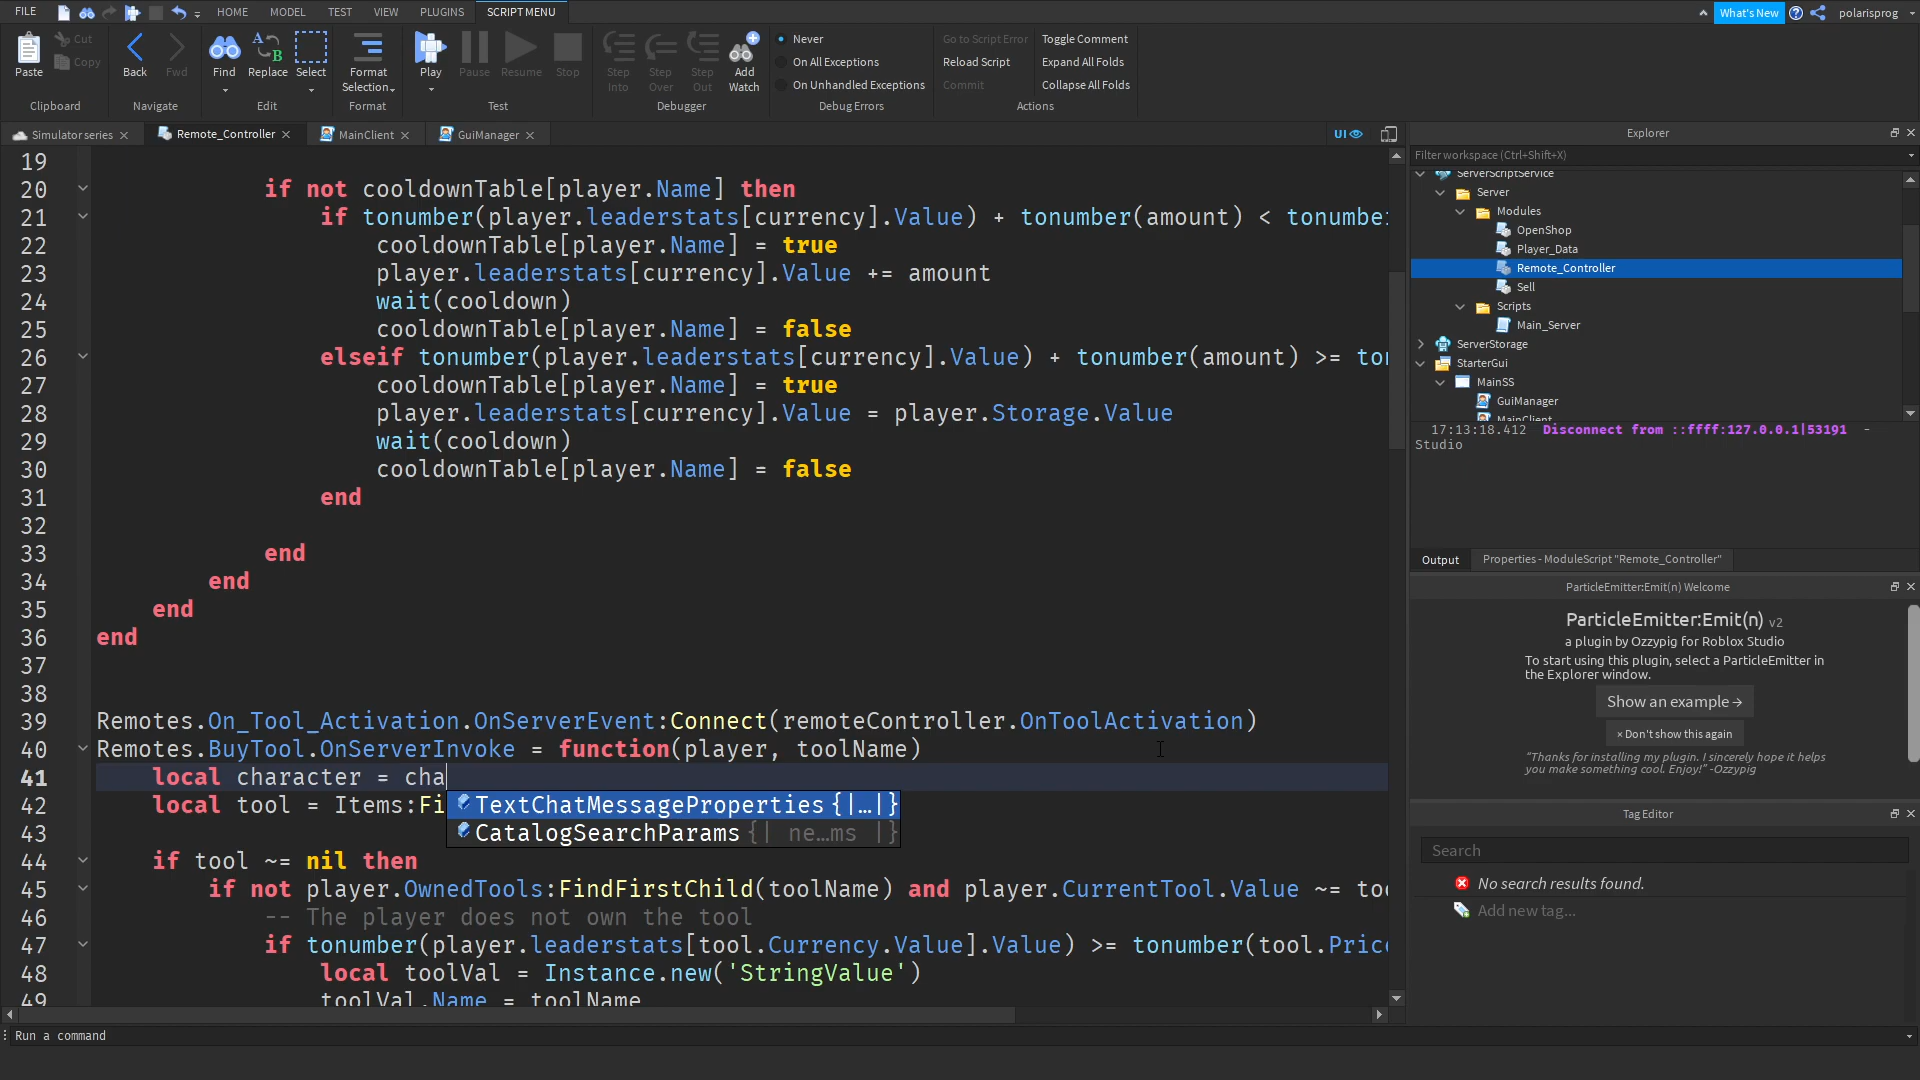 FILE HOME MODEL TEST VIEW PLUGINS SCRIPT MENU What's New polarisprog
Paste Cut Copy Back Fwd Find Replace Select Format Selection Play Pause Resume Stop Step Into Step Over Step Out Add Watch
Never Go to Script Error Toggle Comment
On All Exceptions Reload Script Expand All Folds
On Unhandled Exceptions Commit Collapse All Folds
Clipboard Navigate Edit Format Test Debugger Debug Errors Actions
Simulator series Remote_Controller MainClient GuiManager UI
19
20 if not cooldownTable[player.Name] then
21 if tonumber(player.leaderstats[currency].Value) + tonumber(amount) < tonumber
22 cooldownTable[player.Name] = true
23 player.leaderstats[currency].Value += amount
24 wait(cooldown)
25 cooldownTable[player.Name] = false
26 elseif tonumber(player.leaderstats[currency].Value) + tonumber(amount) >= ton
27 cooldownTable[player.Name] = true
28 player.leaderstats[currency].Value = player.Storage.Value
29 wait(cooldown)
30 cooldownTable[player.Name] = false
31 end
32
33 end
34 end
35 end
36 end
37
38
39 Remotes.On_Tool_Activation.OnServerEvent:Connect(remoteController.OnToolActivation)
40 Remotes.BuyTool.OnServerInvoke = function(player, toolName)
41 local character = cha
42 local tool = Items:Fi
TextChatMessageProperties {|…|}
CatalogSearchParams {| ne…ms |}
43
44 if tool ~= nil then
45 if not player.OwnedTools:FindFirstChild(toolName) and player.CurrentTool.Value ~= too
46 -- The player does not own the tool
47 if tonumber(player.leaderstats[tool.Currency.Value].Value) >= tonumber(tool.Price
48 local toolVal = Instance.new('StringValue')
49 toolVal.Name = toolName
Run a command
Explorer
Filter workspace (Ctrl+Shift+X)
ServerScriptService
Server
Modules
OpenShop
Player_Data
Remote_Controller
Sell
Scripts
Main_Server
ServerStorage
StarterGui
MainSS
GuiManager
MainClient
17:13:18.412 Disconnect from ::ffff:127.0.0.1|53191 -
Studio
Output Properties - ModuleScript "Remote_Controller"
ParticleEmitter:Emit(n) Welcome
ParticleEmitter:Emit(n) v2
a plugin by Ozzypig for Roblox Studio
To start using this plugin, select a ParticleEmitter in
the Explorer window.
Show an example →
× Don't show this again
"Thanks for installing my plugin. I sincerely hope it helps
you make something cool. Enjoy!" -Ozzypig
Tag Editor
Search
No search results found.
Add new tag...